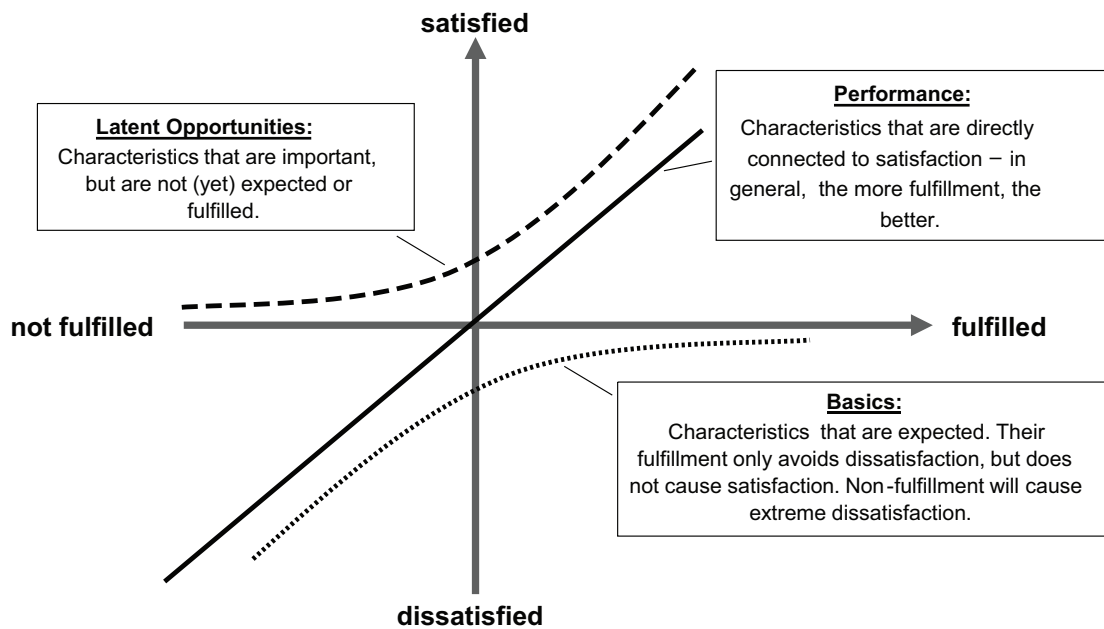 satisfied
Latent Opportunities:
Characteristics that are important,
but are not (yet) expected or
fulfilled.
Performance:
Characteristics that are directly
connected to satisfaction – in
general, the more fulfillment, the
better.
not fulfilled
fulfilled
Basics:
Characteristics that are expected. Their
fulfillment only avoids dissatisfaction, but does
not cause satisfaction. Non-fulfillment will cause
extreme dissatisfaction.
dissatisfied